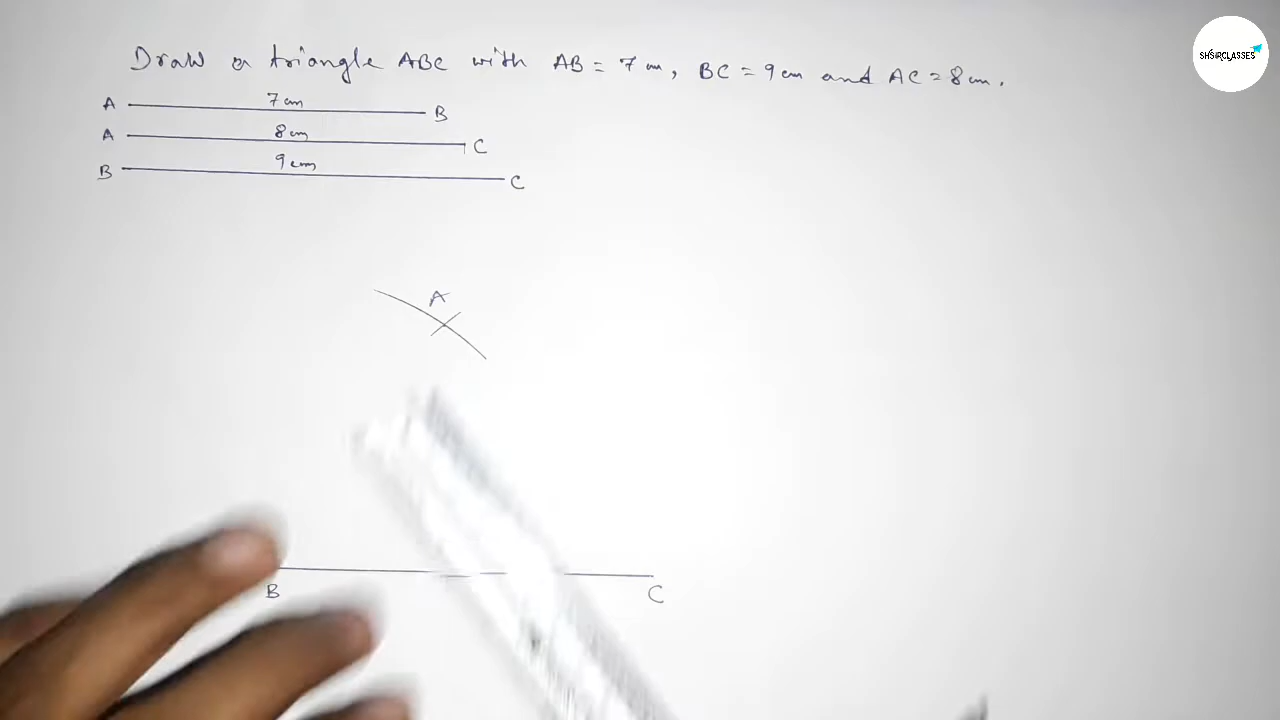 Draw a triangle ABC with AB = 7 cm, BC = 9 cm and AC = 8 cm.
SHSIRCLASSES
A 7 cm B
A 8 cm C
B 9 cm C
A
B C